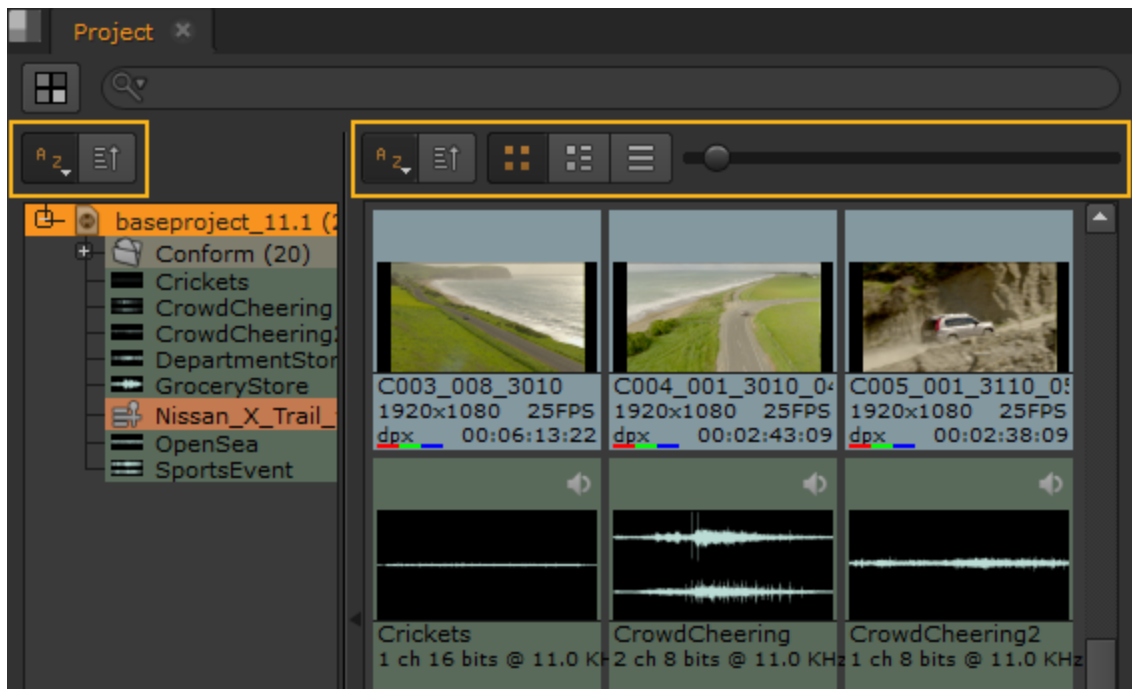 Project
A Z
A Z
baseproject_11.1 (
Conform (20)
Crickets
CrowdCheering
CrowdCheering
DepartmentStor
GroceryStore
Nissan_X_Trail_
OpenSea
SportsEvent
C003_008_3010
1920x1080 25FPS
dpx 00:06:13:22
C004_001_3010_04
1920x1080 25FPS
dpx 00:02:43:09
C005_001_3110_05
1920x1080 25FPS
dpx 00:02:38:09
Crickets
1 ch 16 bits @ 11.0 KH
CrowdCheering
2 ch 8 bits @ 11.0 KHz
CrowdCheering2
1 ch 8 bits @ 11.0 KHz